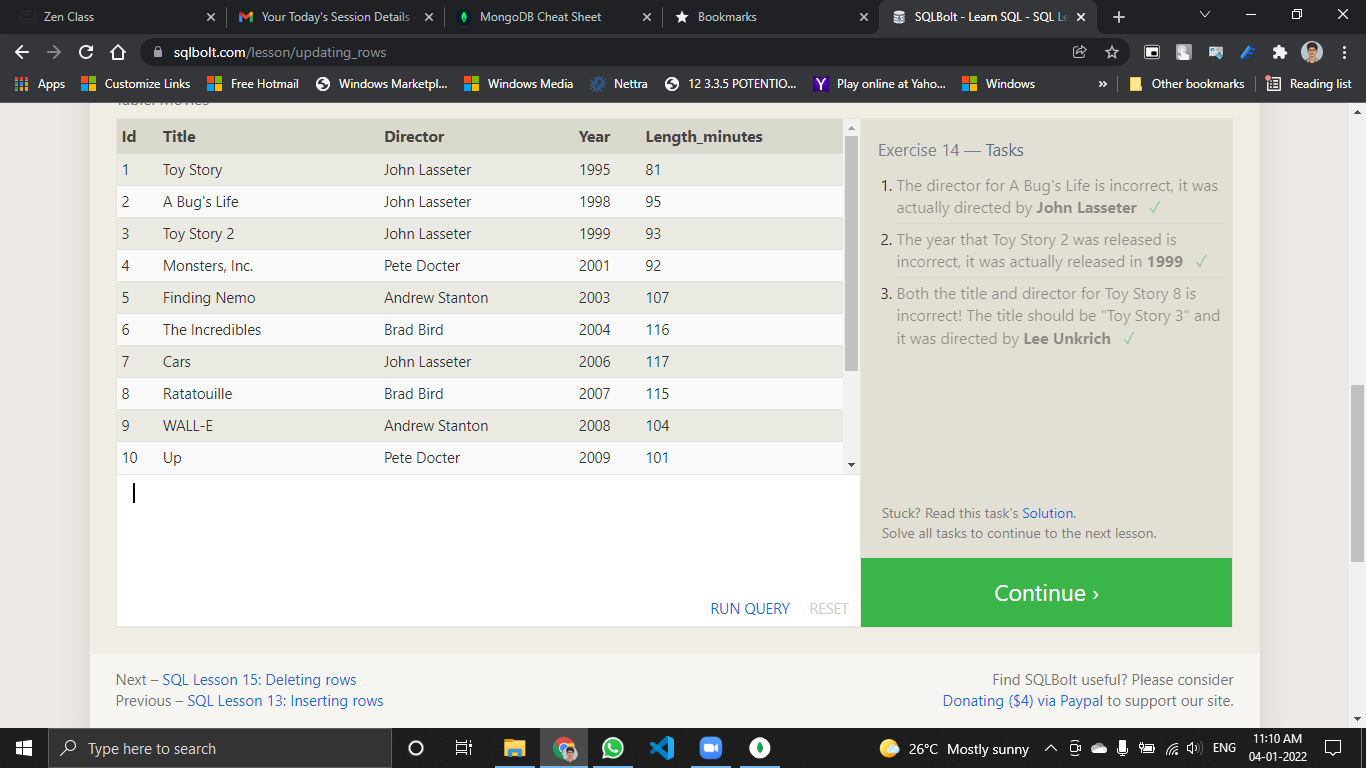 Zen Class
Your Today's Session Details
MongoDB Cheat Sheet
Bookmarks
SQLBolt - Learn SQL - SQL Le
sqlbolt.com/lesson/updating_rows
Apps
Customize Links
Free Hotmail
Windows Marketpl...
Windows Media
Nettra
12 3.3.5 POTENTIO...
Play online at Yaho...
Windows
»
Other bookmarks
Reading list
Table: movies
Id Title Director Year Length_minutes
1 Toy Story John Lasseter 1995 81
2 A Bug's Life John Lasseter 1998 95
3 Toy Story 2 John Lasseter 1999 93
4 Monsters, Inc. Pete Docter 2001 92
5 Finding Nemo Andrew Stanton 2003 107
6 The Incredibles Brad Bird 2004 116
7 Cars John Lasseter 2006 117
8 Ratatouille Brad Bird 2007 115
9 WALL-E Andrew Stanton 2008 104
10 Up Pete Docter 2009 101
RUN QUERY RESET
Exercise 14 — Tasks
1. The director for A Bug's Life is incorrect, it was
actually directed by John Lasseter ✓
2. The year that Toy Story 2 was released is
incorrect, it was actually released in 1999 ✓
3. Both the title and director for Toy Story 8 is
incorrect! The title should be "Toy Story 3" and
it was directed by Lee Unkrich ✓
Stuck? Read this task's Solution.
Solve all tasks to continue to the next lesson.
Continue ›
Next – SQL Lesson 15: Deleting rows
Previous – SQL Lesson 13: Inserting rows
Find SQLBolt useful? Please consider
Donating ($4) via Paypal to support our site.
Type here to search
26°C Mostly sunny
ENG
11:10 AM
04-01-2022